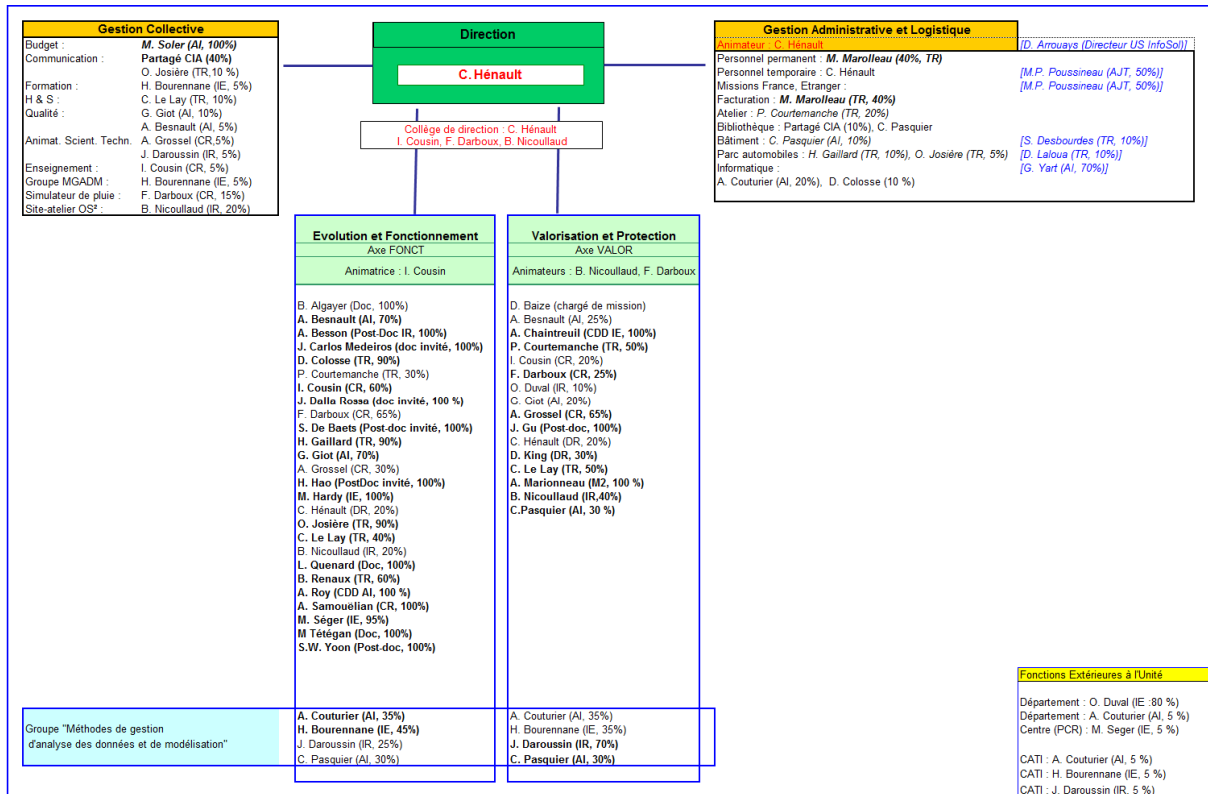 Gestion Collective
Budget : M. Soler (AI, 100%)
Communication : Partagé CIA (40%)
O. Josière (TR,10 %)
Formation : H. Bourennane (IE, 5%)
H & S : C. Le Lay (TR, 10%)
Qualité : G. Giot (AI, 10%)
A. Besnault (AI, 5%)
Animat. Scient. Techn. A. Grossel (CR,5%)
J. Daroussin (IR, 5%)
Enseignement : I. Cousin (CR, 5%)
Groupe MGADM : H. Bourennane (IE, 5%)
Simulateur de pluie : F. Darboux (CR, 15%)
Site-atelier OS² : B. Nicoullaud (IR, 20%)
Direction
C. Hénault
Collège de direction : C. Hénault
I. Cousin, F. Darboux, B. Nicoullaud
Gestion Administrative et Logistique
Animateur : C. Hénault [D. Arrouays (Directeur US InfoSol)]
Personnel permanent : M. Marolleau (40%, TR)
Personnel temporaire : C. Hénault [M.P. Poussineau (AJT, 50%)]
Missions France, Etranger : [M.P. Poussineau (AJT, 50%)]
Facturation : M. Marolleau (TR, 40%)
Atelier : P. Courtemanche (TR, 20%)
Bibliothèque : Partagé CIA (10%), C. Pasquier
Bâtiment : C. Pasquier (AI, 10%) [S. Desbourdes (TR, 10%)]
Parc automobiles : H. Gaillard (TR, 10%), O. Josière (TR, 5%) [D. Laloua (TR, 10%)]
Informatique : [G. Yart (AI, 70%)]
A. Couturier (AI, 20%), D. Colosse (10 %)
Evolution et Fonctionnement
Axe FONCT
Animatrice : I. Cousin
B. Algayer (Doc, 100%)
A. Besnault (AI, 70%)
A. Besson (Post-Doc IR, 100%)
J. Carlos Medeiros (doc invité, 100%)
D. Colosse (TR, 90%)
P. Courtemanche (TR, 30%)
I. Cousin (CR, 60%)
J. Dalla Rossa (doc invité, 100 %)
F. Darboux (CR, 65%)
S. De Baets (Post-doc invité, 100%)
H. Gaillard (TR, 90%)
G. Giot (AI, 70%)
A. Grossel (CR, 30%)
H. Hao (PostDoc invité, 100%)
M. Hardy (IE, 100%)
C. Hénault (DR, 20%)
O. Josière (TR, 90%)
C. Le Lay (TR, 40%)
B. Nicoullaud (IR, 20%)
L. Quenard (Doc, 100%)
B. Renaux (TR, 60%)
A. Roy (CDD AI, 100 %)
A. Samouëlian (CR, 100%)
M. Séger (IE, 95%)
M Tétégan (Doc, 100%)
S.W. Yoon (Post-doc, 100%)
Valorisation et Protection
Axe VALOR
Animateurs : B. Nicoullaud, F. Darboux
D. Baize (chargé de mission)
A. Besnault (AI, 25%)
A. Chaintreuil (CDD IE, 100%)
P. Courtemanche (TR, 50%)
I. Cousin (CR, 20%)
F. Darboux (CR, 25%)
O. Duval (IR, 10%)
G. Giot (AI, 20%)
A. Grossel (CR, 65%)
J. Gu (Post-doc, 100%)
C. Hénault (DR, 20%)
D. King (DR, 30%)
C. Le Lay (TR, 50%)
A. Marionneau (M2, 100 %)
B. Nicoullaud (IR,40%)
C.Pasquier (AI, 30 %)
Groupe "Méthodes de gestion
d'analyse des données et de modélisation"
A. Couturier (AI, 35%)
H. Bourennane (IE, 45%)
J. Daroussin (IR, 25%)
C. Pasquier (AI, 30%)
A. Couturier (AI, 35%)
H. Bourennane (IE, 35%)
J. Daroussin (IR, 70%)
C. Pasquier (AI, 30%)
Fonctions Extérieures à l'Unité
Département : O. Duval (IE :80 %)
Département : A. Couturier (AI, 5 %)
Centre (PCR) : M. Seger (IE, 5 %)
CATI : A. Couturier (AI, 5 %)
CATI : H. Bourennane (IE, 5 %)
CATI : J. Daroussin (IR, 5 %)